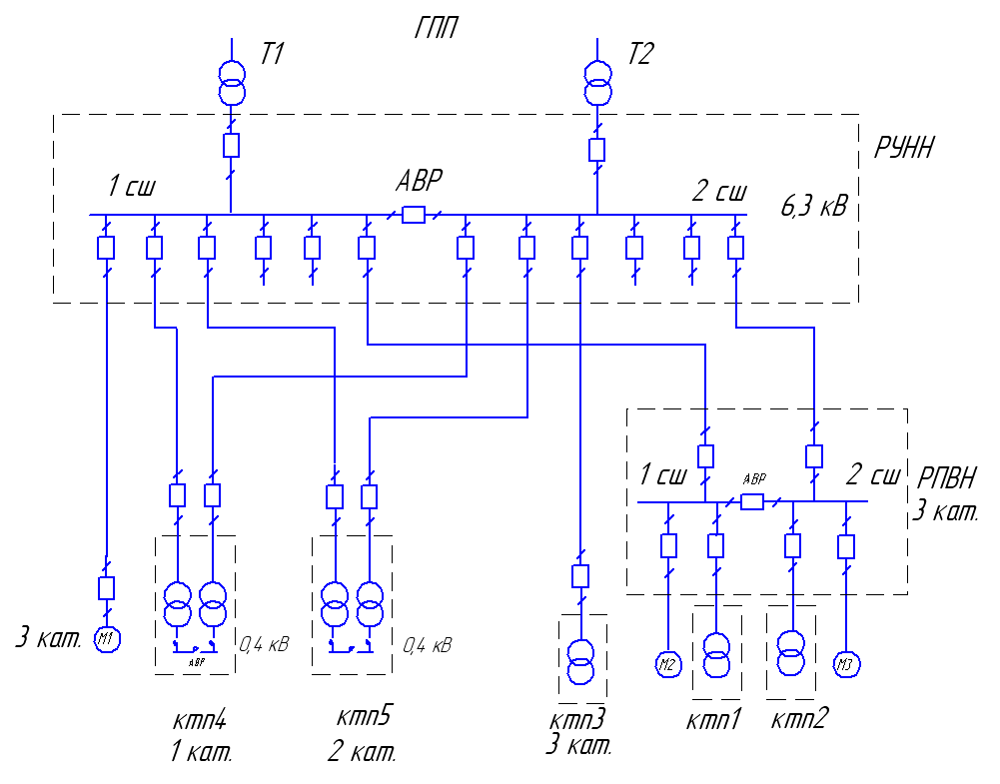 ГПП
Т1
Т2
РУНН
1 сш
АВР
2 сш
6,3 кВ
1 сш
АВР
2 сш
РПВН
3 кат.
3 кат.
М1
АВР
0,4 кВ
0,4 кВ
М2
М3
ктп4
1 кат.
ктп5
2 кат.
ктп3
3 кат.
ктп1
ктп2